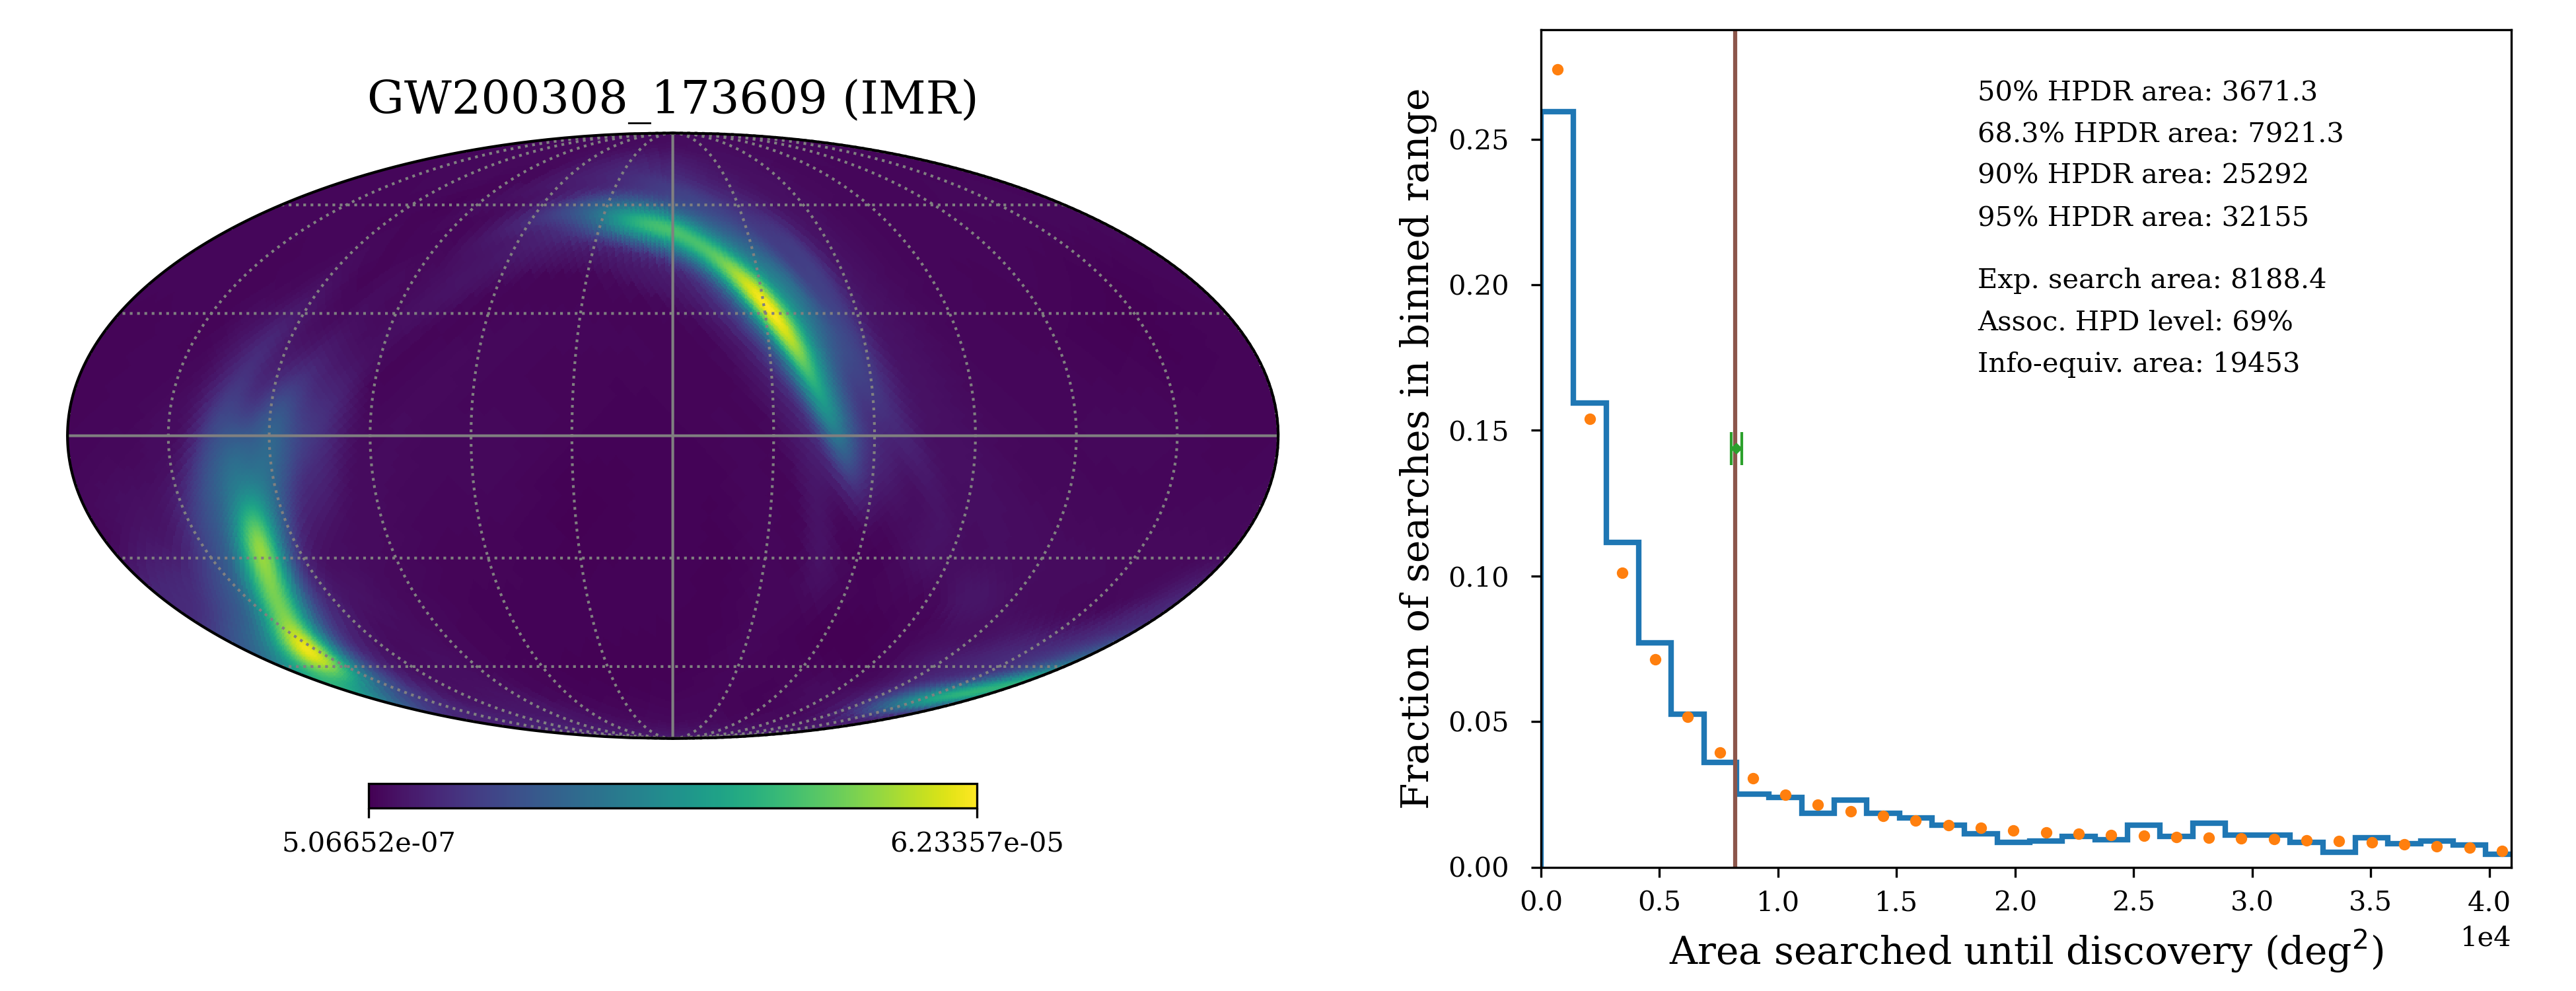 GW200308_173609 (IMR)
5.06652e-07
6.23357e-05
Fraction of searches in binned range
0.25
0.20
0.15
0.10
0.05
0.00
50% HPDR area: 3671.3
68.3% HPDR area: 7921.3
90% HPDR area: 25292
95% HPDR area: 32155
Exp. search area: 8188.4
Assoc. HPD level: 69%
Info-equiv. area: 19453
0.0 0.5 1.0 1.5 2.0 2.5 3.0 3.5 4.0
1e4
Area searched until discovery (deg²)